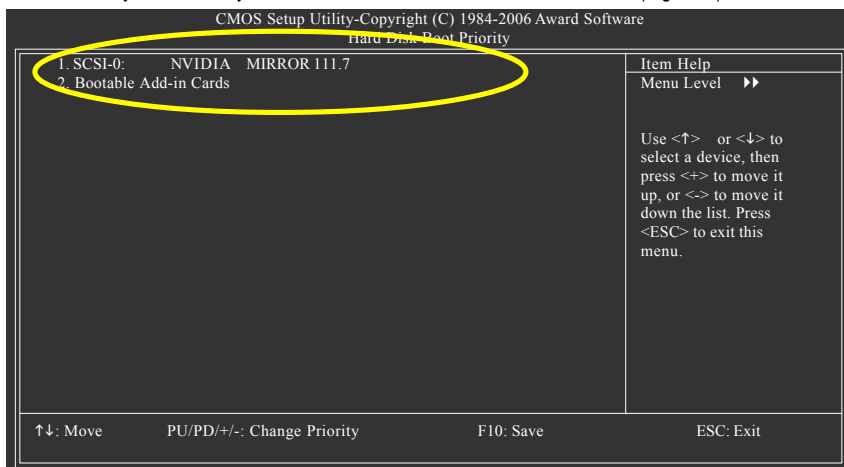 CMOS Setup Utility-Copyright (C) 1984-2006 Award Software
Hard Disk Boot Priority
1. SCSI-0: NVIDIA MIRROR 111.7
2. Bootable Add-in Cards
Item Help
Menu Level ▸▸
Use <↑> or <↓> to
select a device, then
press <+> to move it
up, or <-> to move it
down the list. Press
<ESC> to exit this
menu.
↑↓: Move PU/PD/+/-: Change Priority F10: Save ESC: Exit